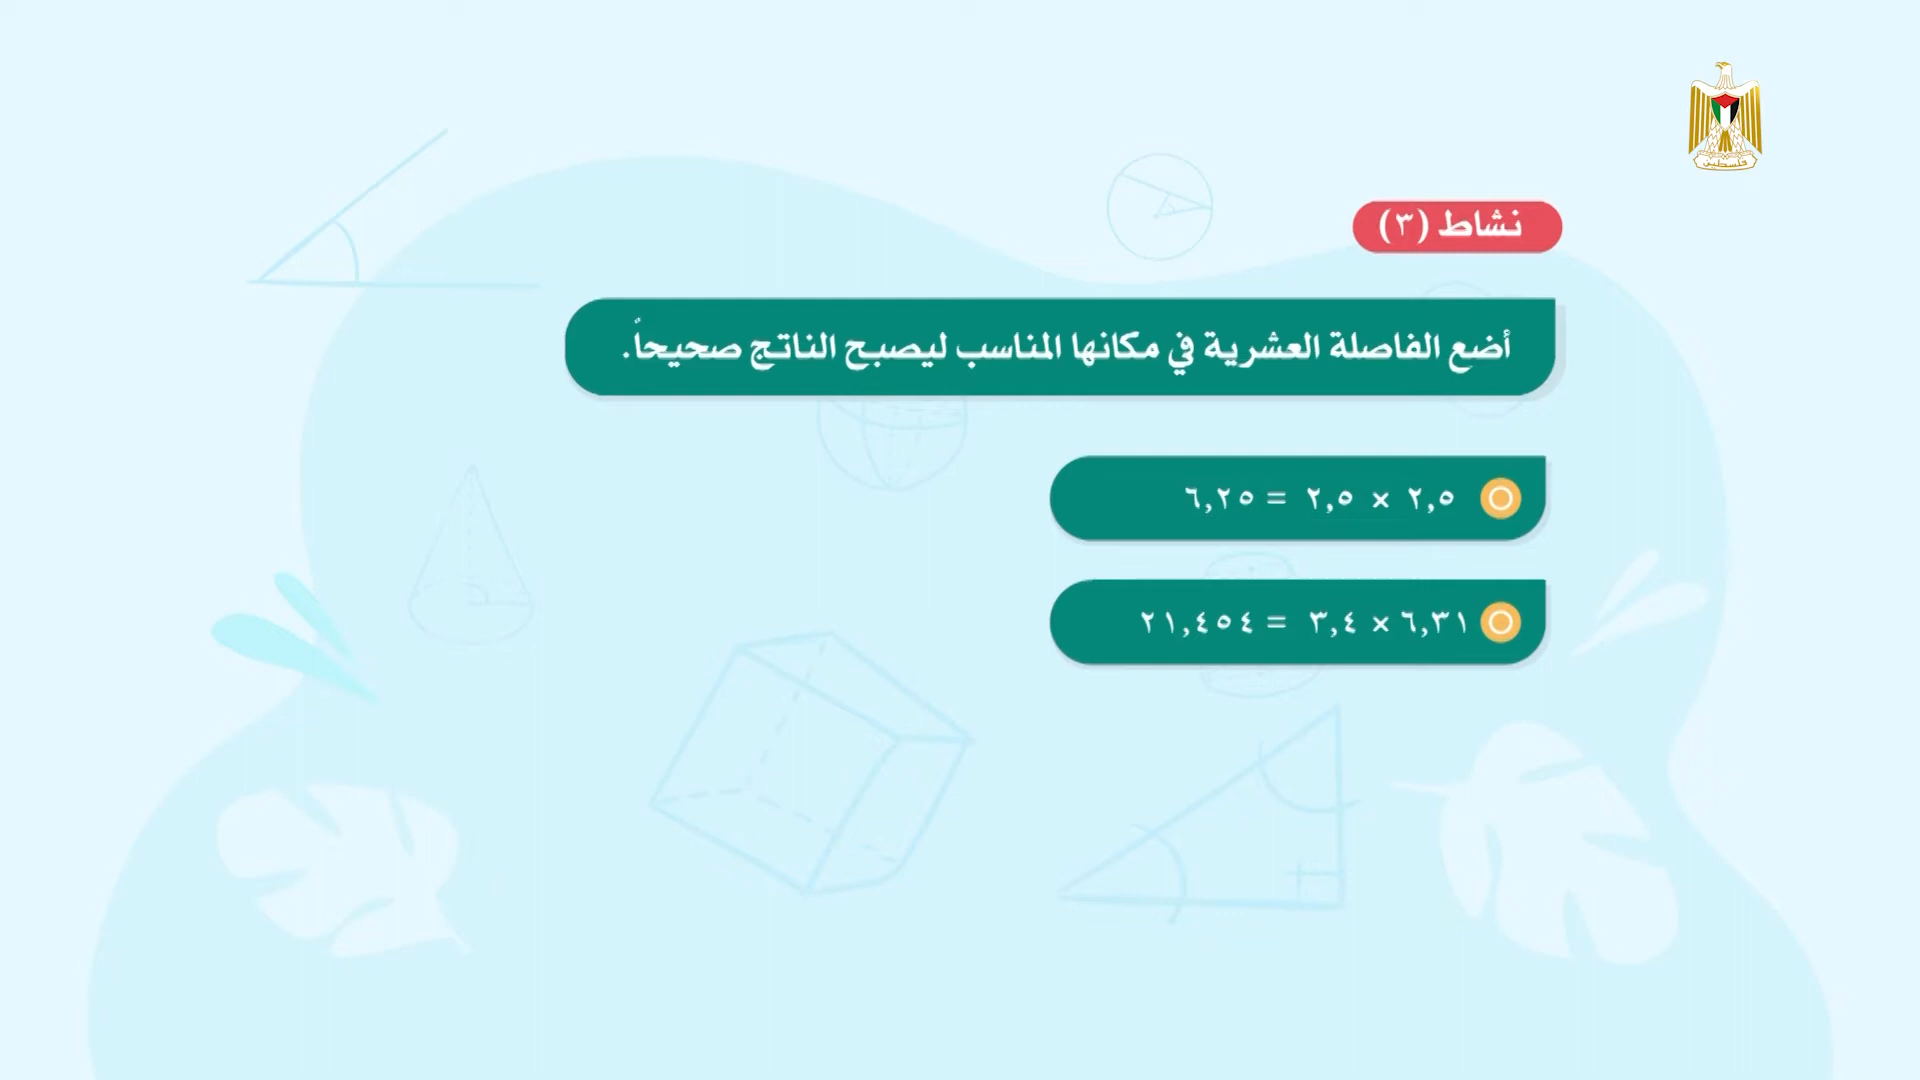 فلسطين
نشاط (٣)
أضع الفاصلة العشرية في مكانها المناسب ليصبح الناتج صحيحاً.
٢,٥ × ٢,٥ = ٦,٢٥
٦,٣١ × ٣,٤ = ٢١,٤٥٤